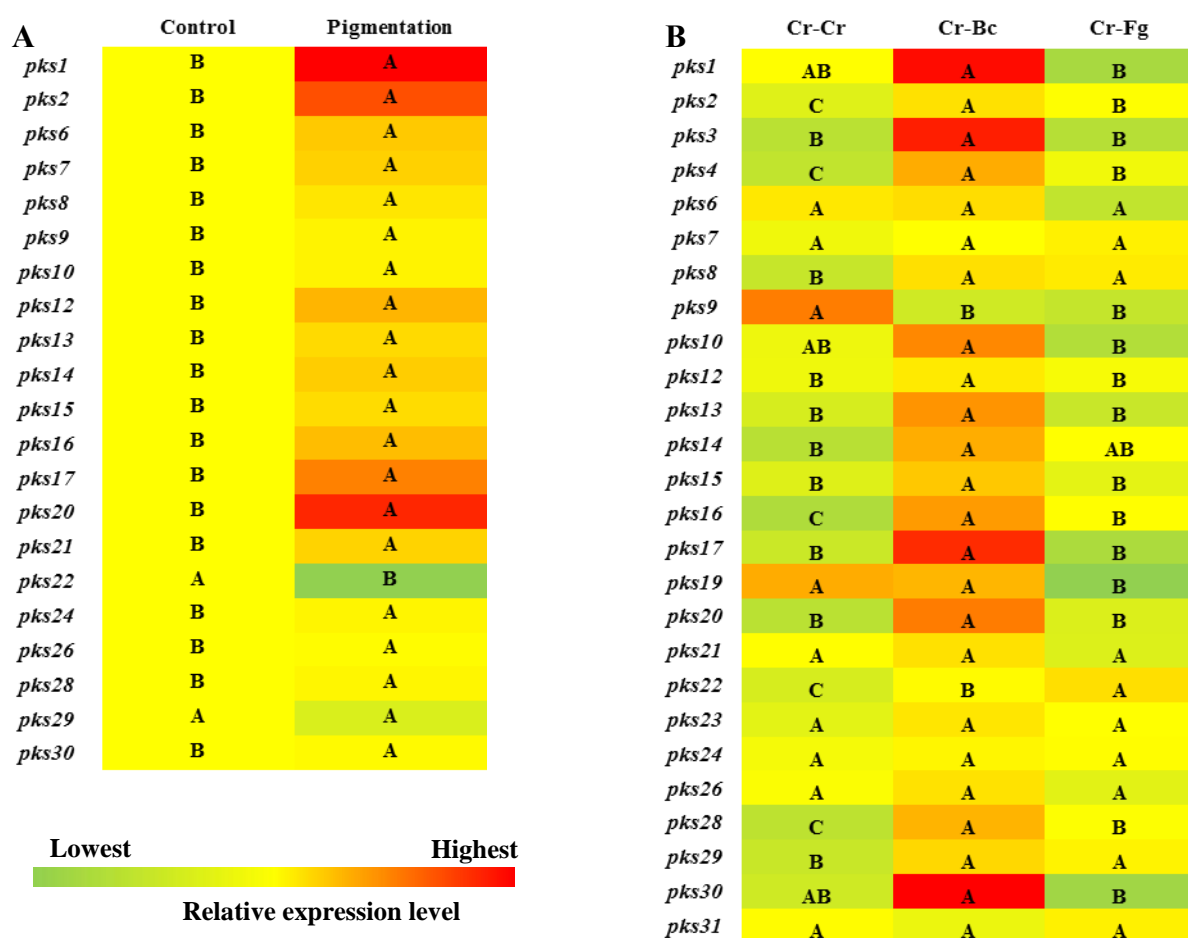 A
Control Pigmentation
pks1 B A
pks2 B A
pks6 B A
pks7 B A
pks8 B A
pks9 B A
pks10 B A
pks12 B A
pks13 B A
pks14 B A
pks15 B A
pks16 B A
pks17 B A
pks20 B A
pks21 B A
pks22 A B
pks24 B A
pks26 B A
pks28 B A
pks29 A A
pks30 B A
Lowest Highest
Relative expression level
B
Cr-Cr Cr-Bc Cr-Fg
pks1 AB A B
pks2 C A B
pks3 B A B
pks4 C A B
pks6 A A A
pks7 A A A
pks8 B A A
pks9 A B B
pks10 AB A B
pks12 B A B
pks13 B A B
pks14 B A AB
pks15 B A B
pks16 C A B
pks17 B A B
pks19 A A B
pks20 B A B
pks21 A A A
pks22 C B A
pks23 A A A
pks24 A A A
pks26 A A A
pks28 C A B
pks29 B A A
pks30 AB A B
pks31 A A A